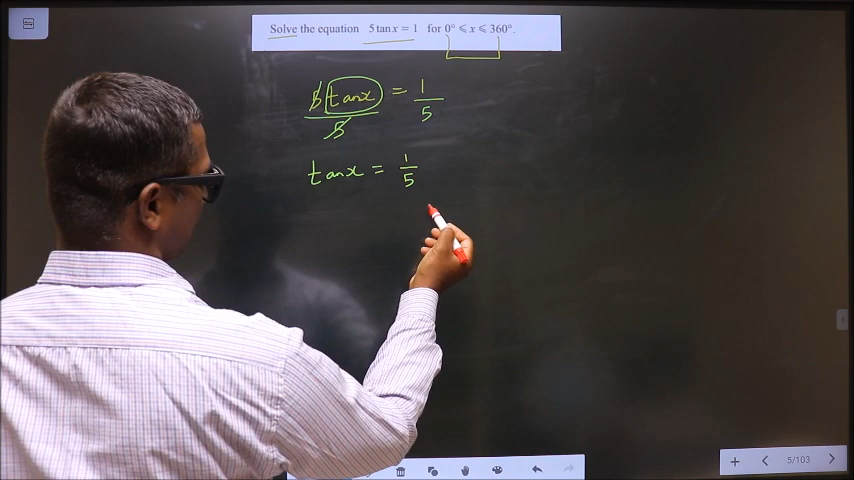 Solve the equation 5 tan x = 1 for 0° ⩽ x ⩽ 360°.
5 tan x / 5 = 1/5
tan x = 1/5
5/103